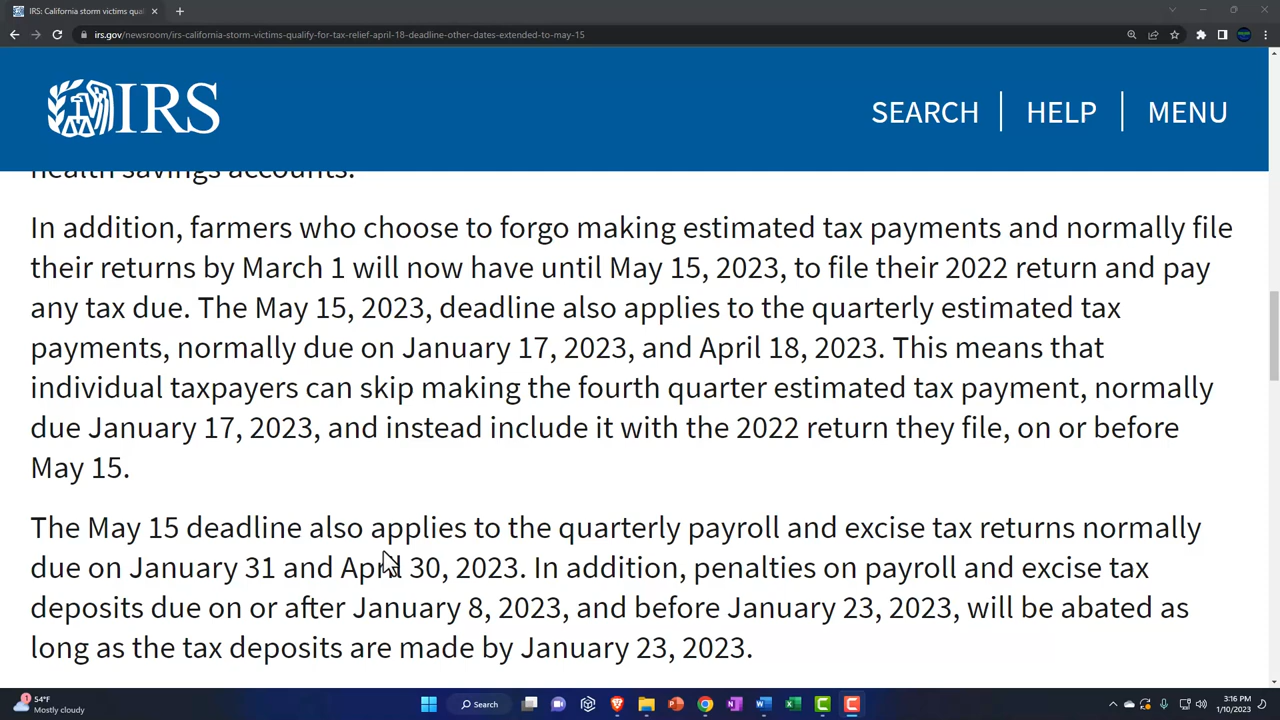 IRS: California storm victims qual
irs.gov/newsroom/irs-california-storm-victims-qualify-for-tax-relief-april-18-deadline-other-dates-extended-to-may-15
IRS
SEARCH
HELP
MENU
health savings accounts.
In addition, farmers who choose to forgo making estimated tax payments and normally file
their returns by March 1 will now have until May 15, 2023, to file their 2022 return and pay
any tax due. The May 15, 2023, deadline also applies to the quarterly estimated tax
payments, normally due on January 17, 2023, and April 18, 2023. This means that
individual taxpayers can skip making the fourth quarter estimated tax payment, normally
due January 17, 2023, and instead include it with the 2022 return they file, on or before
May 15.
The May 15 deadline also applies to the quarterly payroll and excise tax returns normally
due on January 31 and April 30, 2023. In addition, penalties on payroll and excise tax
deposits due on or after January 8, 2023, and before January 23, 2023, will be abated as
long as the tax deposits are made by January 23, 2023.
1
54°F
Mostly cloudy
Search
3:16 PM
1/10/2023